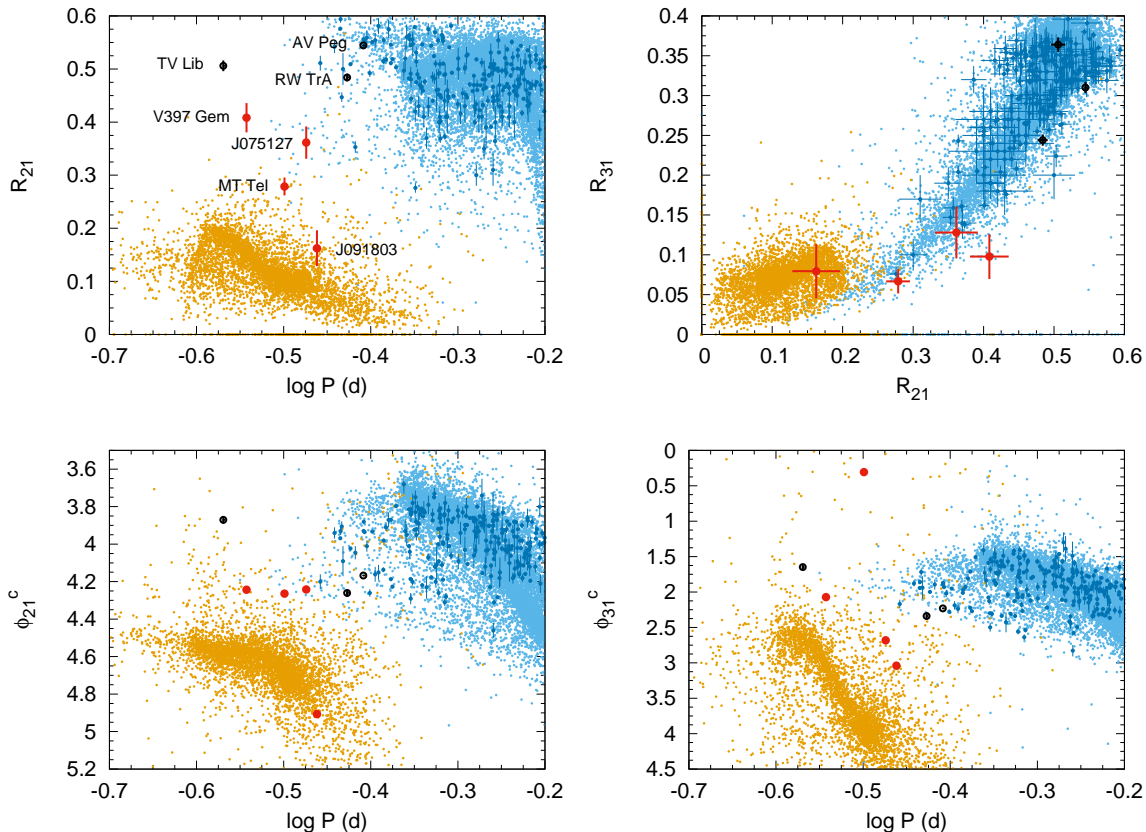 0.6
0.5
0.4
0.3
0.2
0.1
0
R21
AV Peg
TV Lib
RW TrA
V397 Gem
J075127
MT Tel
J091803
-0.7 -0.6 -0.5 -0.4 -0.3 -0.2
log P (d)
0.4
0.35
0.3
0.25
0.2
0.15
0.1
0.05
0
R31
0 0.1 0.2 0.3 0.4 0.5 0.6
R21
3.6
3.8
4
4.2
4.4
4.6
4.8
5
5.2
ϕ21c
-0.7 -0.6 -0.5 -0.4 -0.3 -0.2
log P (d)
0
0.5
1
1.5
2
2.5
3
3.5
4
4.5
ϕ31c
-0.7 -0.6 -0.5 -0.4 -0.3 -0.2
log P (d)